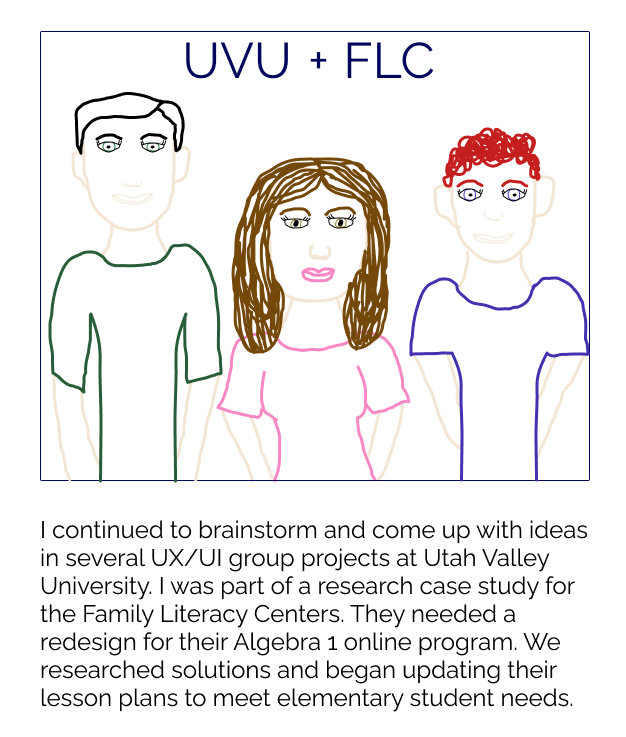 UVU + FLC
I continued to brainstorm and come up with ideas
in several UX/UI group projects at Utah Valley
University. I was part of a research case study for
the Family Literacy Centers. They needed a
redesign for their Algebra 1 online program. We
researched solutions and began updating their
lesson plans to meet elementary student needs.